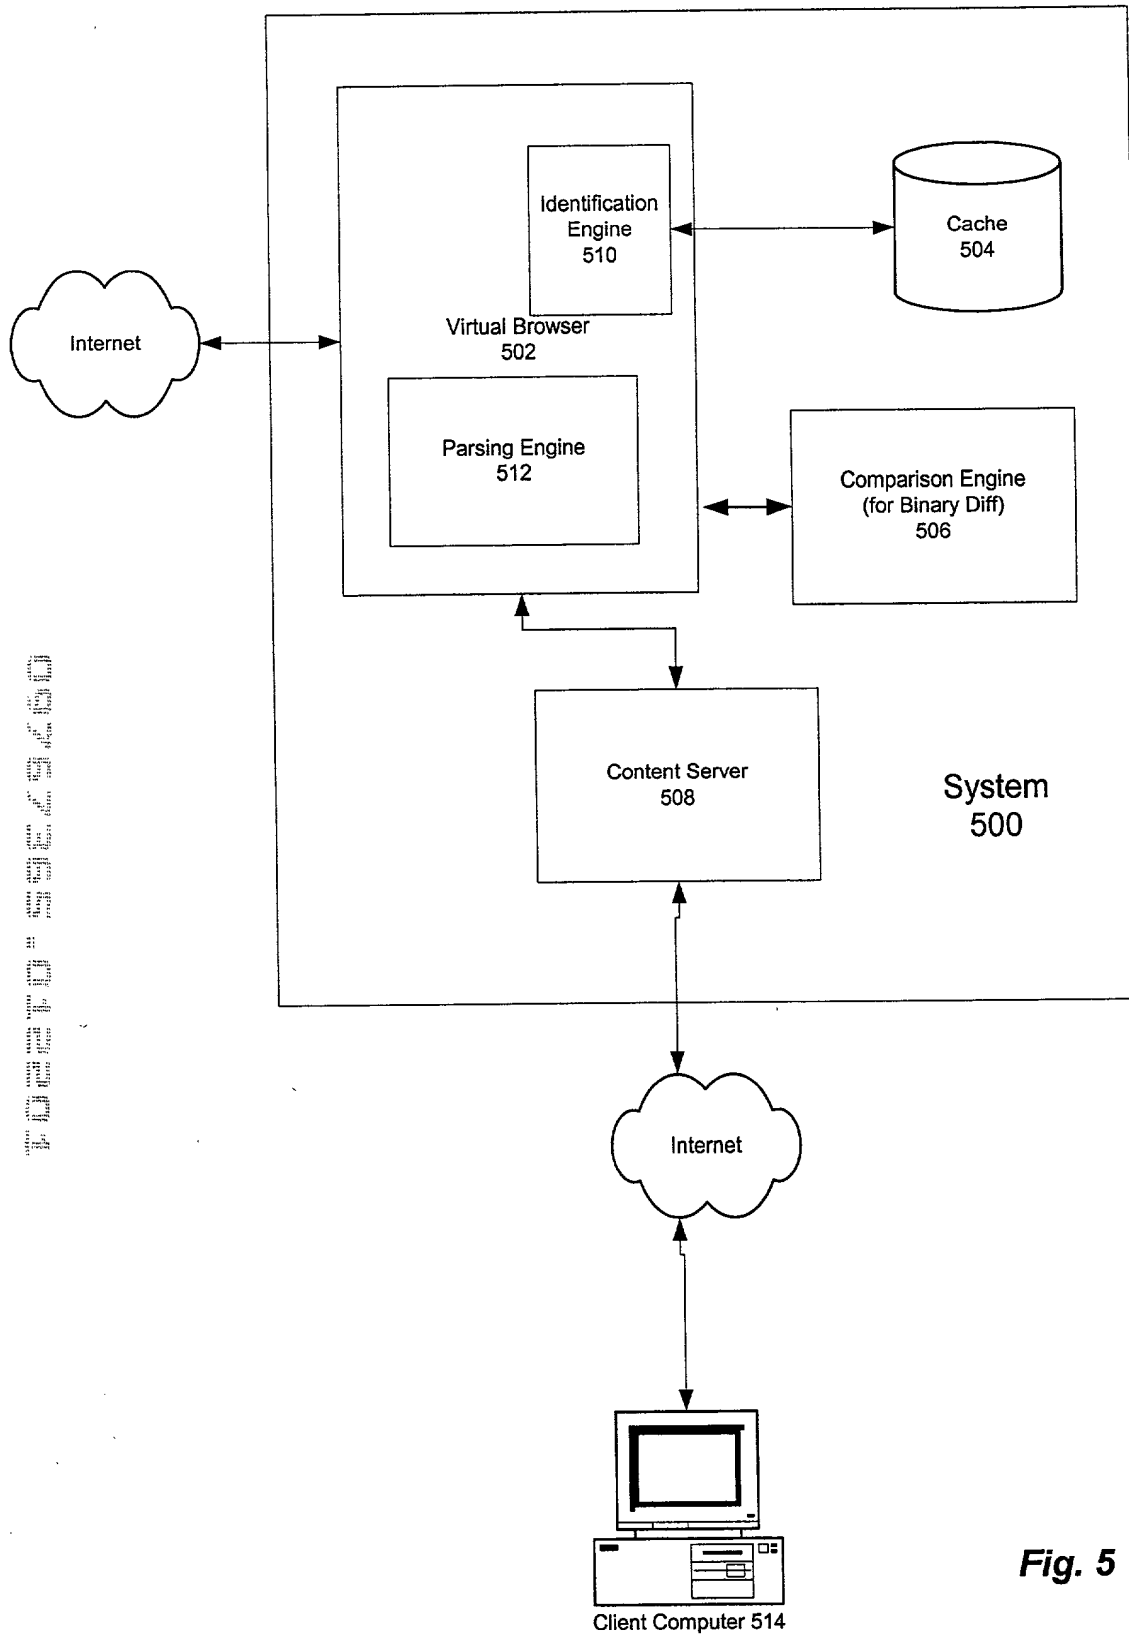 Identification
Engine
510
Cache
504
Internet
Virtual Browser
502
Parsing Engine
512
Comparison Engine
(for Binary Diff)
506
Content Server
508
System
500
Internet
Client Computer 514
Fig. 5